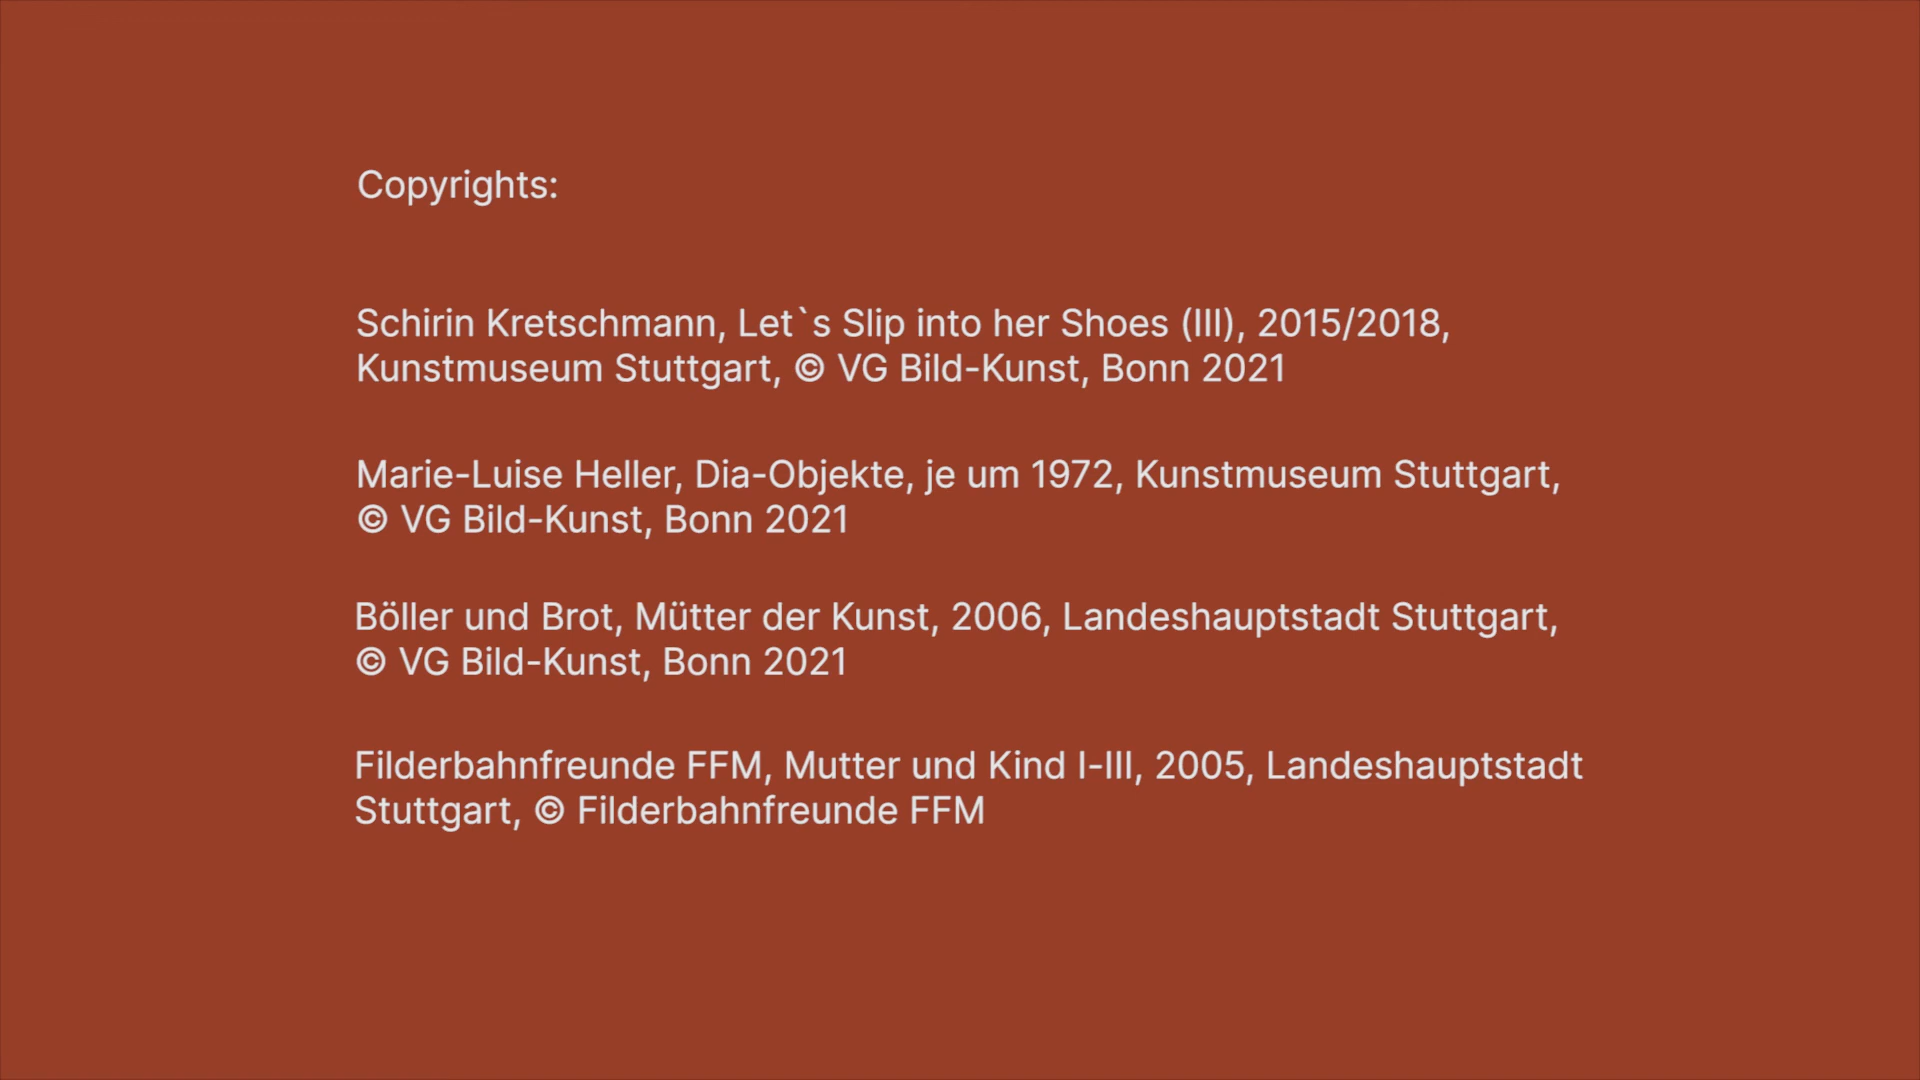 Copyrights:
Schirin Kretschmann, Let`s Slip into her Shoes (III), 2015/2018,
Kunstmuseum Stuttgart, © VG Bild-Kunst, Bonn 2021
Marie-Luise Heller, Dia-Objekte, je um 1972, Kunstmuseum Stuttgart,
© VG Bild-Kunst, Bonn 2021
Böller und Brot, Mütter der Kunst, 2006, Landeshauptstadt Stuttgart,
© VG Bild-Kunst, Bonn 2021
Filderbahnfreunde FFM, Mutter und Kind I-III, 2005, Landeshauptstadt
Stuttgart, © Filderbahnfreunde FFM